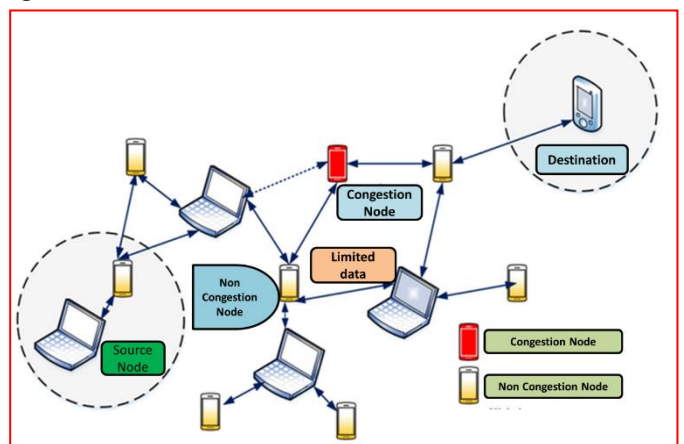 Destination
Congestion
Node
Limited
data
Non
Congestion
Node
Source
Node
Congestion Node
Non Congestion Node